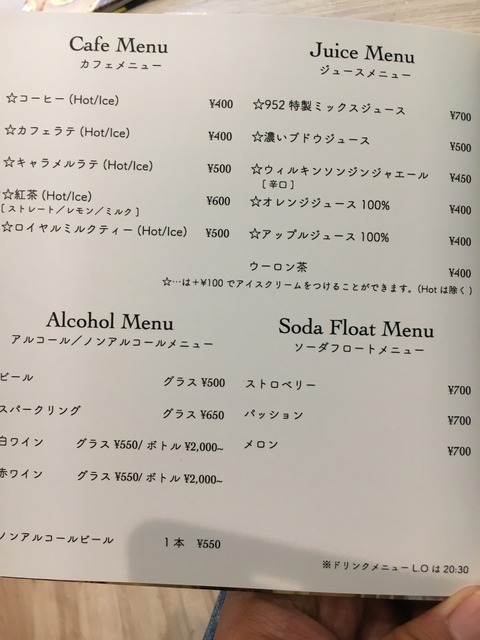 Cafe Menu
カフェメニュー
☆コーヒー (Hot/Ice) ¥400
☆カフェラテ (Hot/Ice) ¥400
☆キャラメルラテ (Hot/Ice) ¥500
☆紅茶 (Hot/Ice) ¥600
[ ストレート／レモン／ミルク ]
☆ロイヤルミルクティー (Hot/Ice) ¥500
Juice Menu
ジュースメニュー
☆952 特製ミックスジュース ¥700
☆濃いブドウジュース ¥500
☆ウィルキンソンジンジャエール ¥450
[ 辛口 ]
☆オレンジジュース 100% ¥400
☆アップルジュース 100% ¥400
ウーロン茶 ¥400
☆…は＋¥100 でアイスクリームをつけることができます。(Hot は除く )
Alcohol Menu
アルコール／ノンアルコールメニュー
ビール グラス ¥500
スパークリング グラス ¥650
白ワイン グラス ¥550/ ボトル ¥2,000~
赤ワイン グラス ¥550/ ボトル ¥2,000~
ノンアルコールビール 1 本 ¥550
Soda Float Menu
ソーダフロートメニュー
ストロベリー ¥700
パッション ¥700
メロン ¥700
※ドリンクメニュー L.O は 20:30